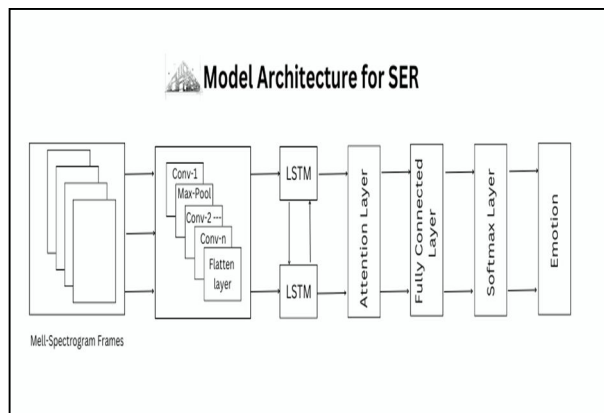 Model Architecture for SER
Conv-1
Max-Pool
Conv-2 ---
Conv-n
Flatten
layer
LSTM
LSTM
Attention Layer
Fully Connected
Layer
Softmax Layer
Emotion
Mell-Spectrogram Frames